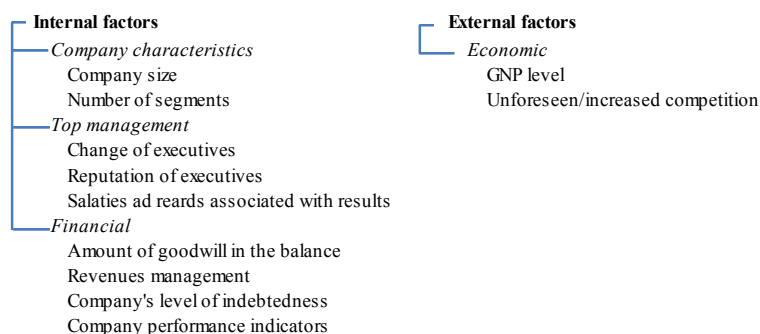 Internal factors
Company characteristics
Company size
Number of segments
Top management
Change of executives
Reputation of executives
Salaties ad reards associated with results
Financial
Amount of goodwill in the balance
Revenues management
Company's level of indebtedness
Company performance indicators
External factors
Economic
GNP level
Unforeseen/increased competition